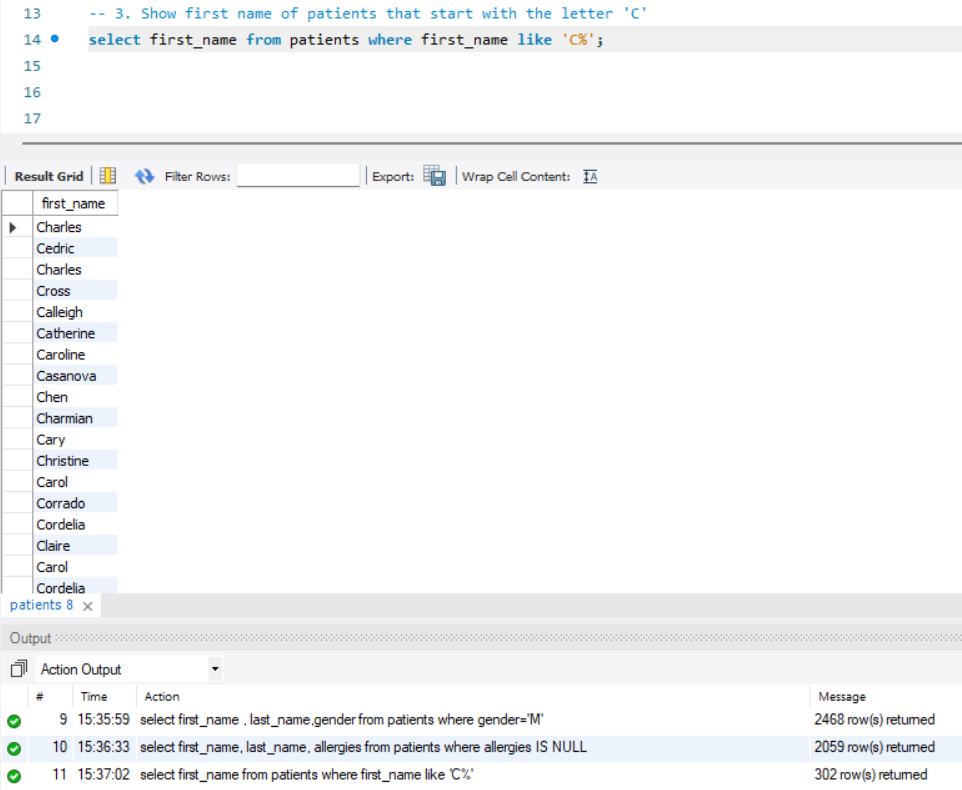 13 -- 3. Show first name of patients that start with the letter 'C'
14 select first_name from patients where first_name like 'C%';
15
16
17
Result Grid Filter Rows: Export: Wrap Cell Content: IA
first_name
Charles
Cedric
Charles
Cross
Calleigh
Catherine
Caroline
Casanova
Chen
Charmian
Cary
Christine
Carol
Corrado
Cordelia
Claire
Carol
Cordelia
patients 8 ×
Output
Action Output
# Time Action Message
9 15:35:59 select first_name , last_name,gender from patients where gender='M' 2468 row(s) returned
10 15:36:33 select first_name, last_name, allergies from patients where allergies IS NULL 2059 row(s) returned
11 15:37:02 select first_name from patients where first_name like 'C%' 302 row(s) returned